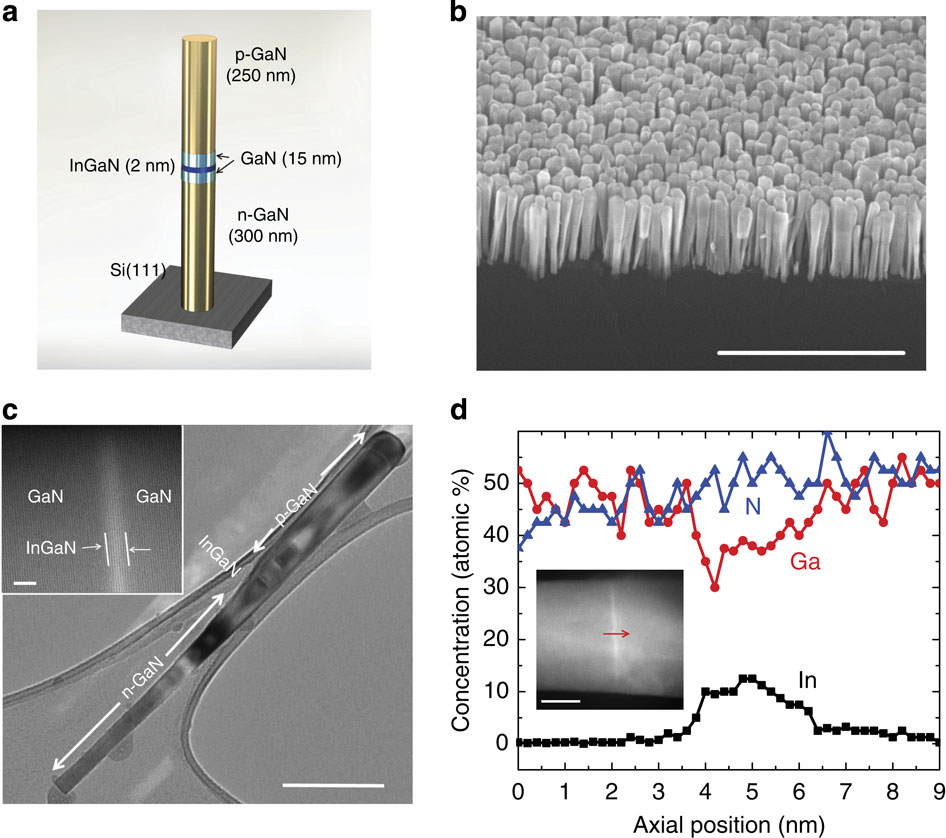 a
p-GaN
(250 nm)
InGaN (2 nm)
GaN (15 nm)
n-GaN
(300 nm)
Si(111)
b
c
GaN
GaN
InGaN
p-GaN
InGaN
n-GaN
d
Concentration (atomic %)
50
40
30
20
10
0
N
Ga
In
0 1 2 3 4 5 6 7 8 9
Axial position (nm)